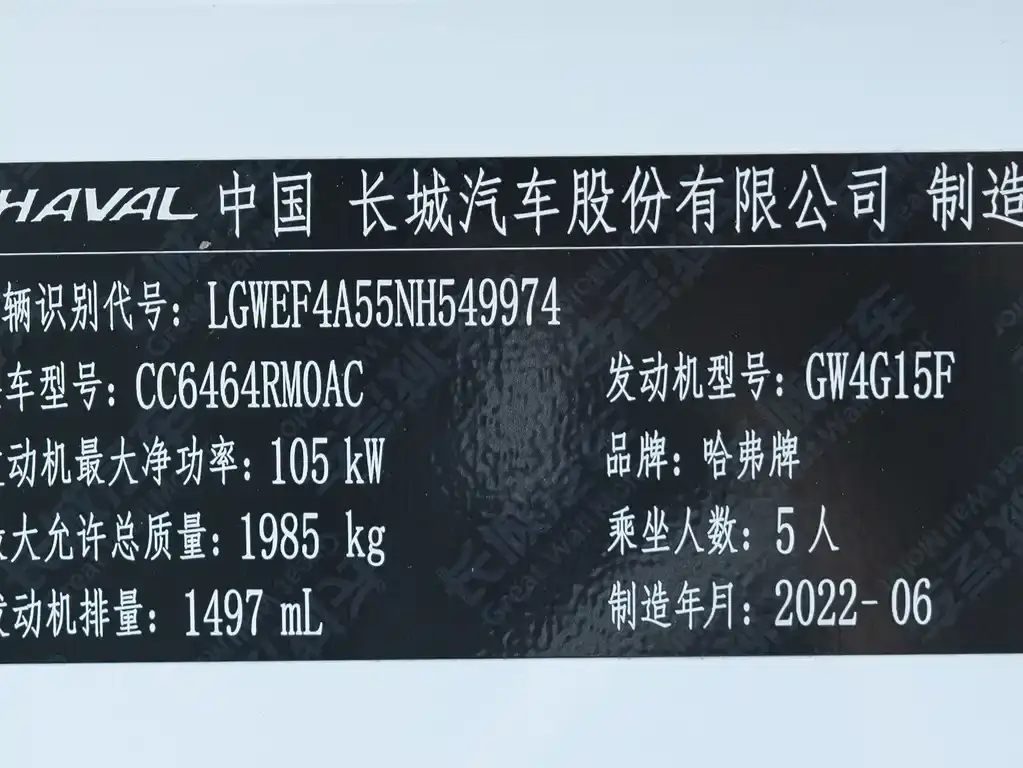 HAVAL 中国 长城汽车股份有限公司 制造
辆识别代号: LGWEF4A55NH549974
车型号: CC6464RM0AC 发动机型号: GW4G15F
动机最大净功率: 105 kW 品牌: 哈弗牌
大允许总质量: 1985 kg 乘坐人数: 5 人
发动机排量: 1497 mL 制造年月: 2022-06